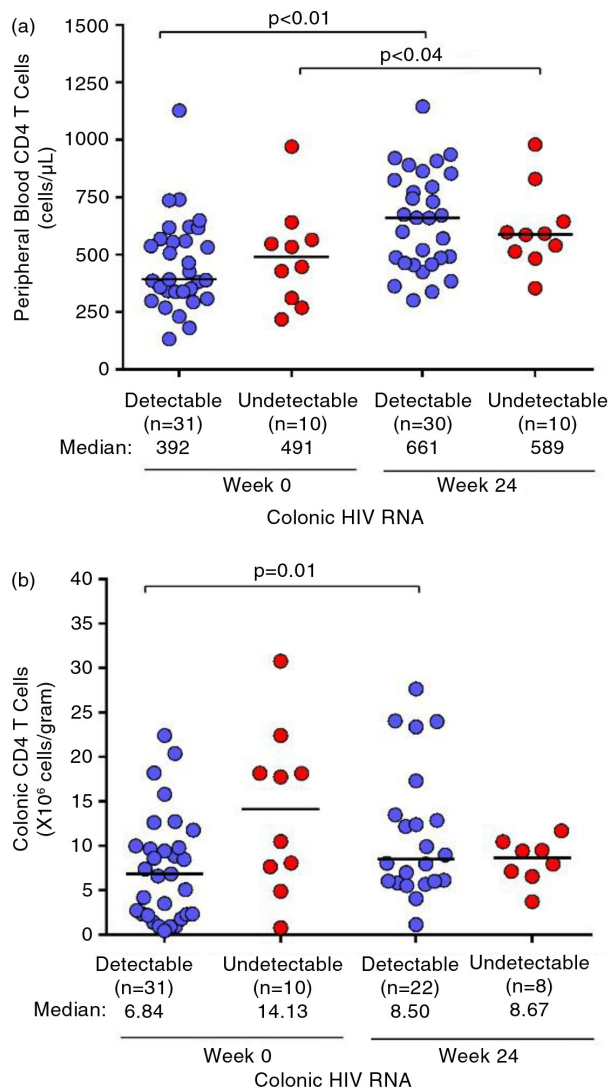 (a)
1500
p<0.01
p<0.04
1250
1000
750
500
250
0
Peripheral Blood CD4 T Cells
(cells/µL)
Detectable Undetectable Detectable Undetectable
(n=31) (n=10) (n=30) (n=10)
Median: 392 491 661 589
Week 0 Week 24
Colonic HIV RNA
(b)
40
p=0.01
35
30
25
20
15
10
5
0
Colonic CD4 T Cells
(X10⁶ cells/gram)
Detectable Undetectable Detectable Undetectable
(n=31) (n=10) (n=22) (n=8)
Median: 6.84 14.13 8.50 8.67
Week 0 Week 24
Colonic HIV RNA